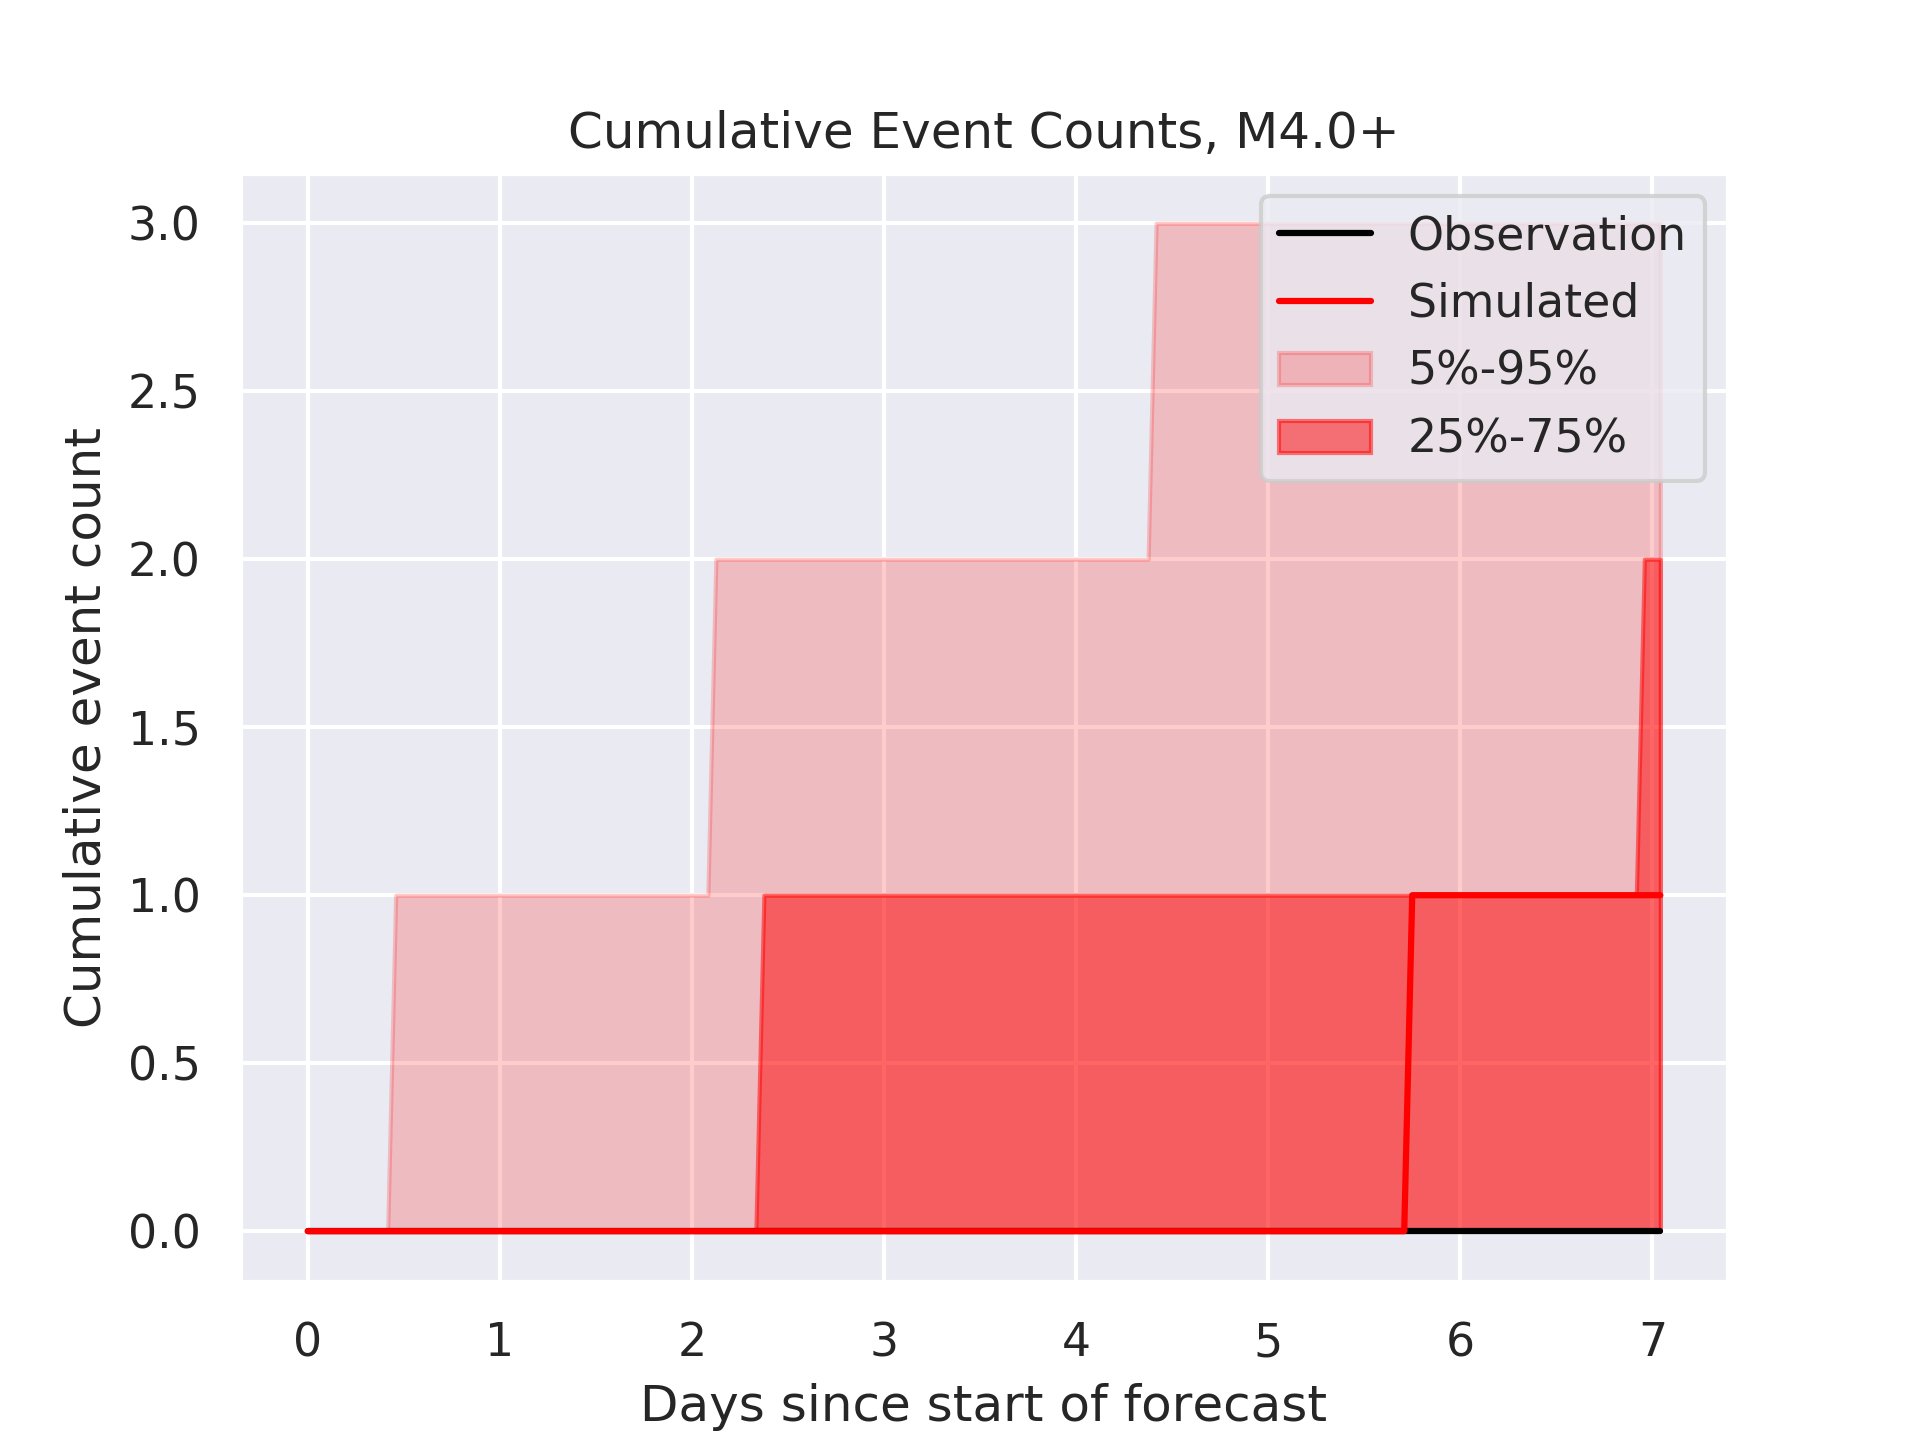 Cumulative Event Counts, M4.0+
Observation
Simulated
5%-95%
25%-75%
3.0
2.5
2.0
1.5
1.0
0.5
0.0
Cumulative event count
0 1 2 3 4 5 6 7
Days since start of forecast